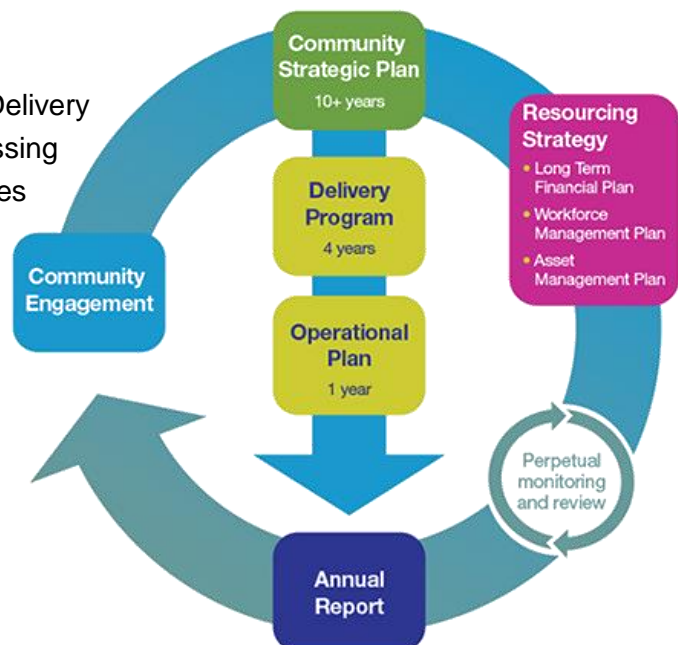 Delivery
ssing
es
Community
Strategic Plan
10+ years
Resourcing
Strategy
• Long Term
Financial Plan
• Workforce
Management Plan
• Asset
Management Plan
Delivery
Program
4 years
Community
Engagement
Operational
Plan
1 year
Perpetual
monitoring
and review
Annual
Report